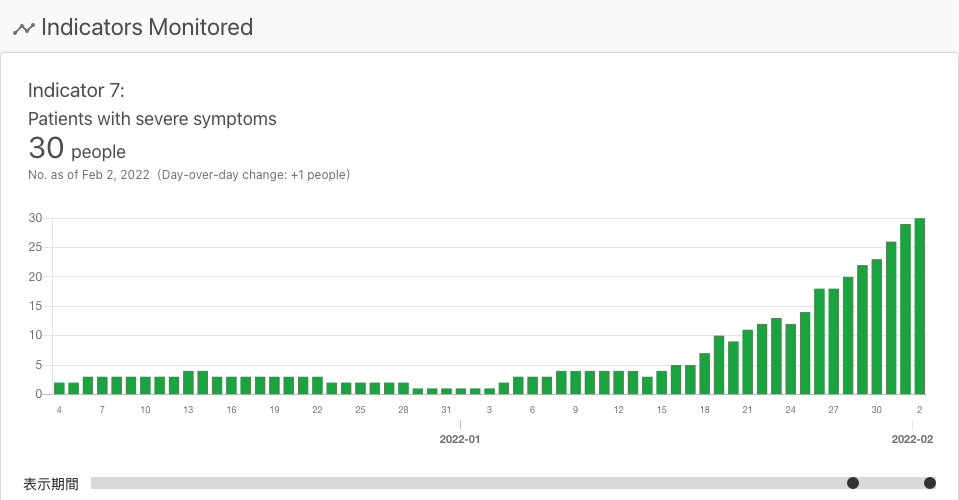 Indicators Monitored
Indicator 7:
Patients with severe symptoms
30 people
No. as of Feb 2, 2022 (Day-over-day change: +1 people)
30
25
20
15
10
5
0
4 7 10 13 16 19 22 25 28 31 3 6 9 12 15 18 21 24 27 30 2
2022-01 2022-02
表示期間